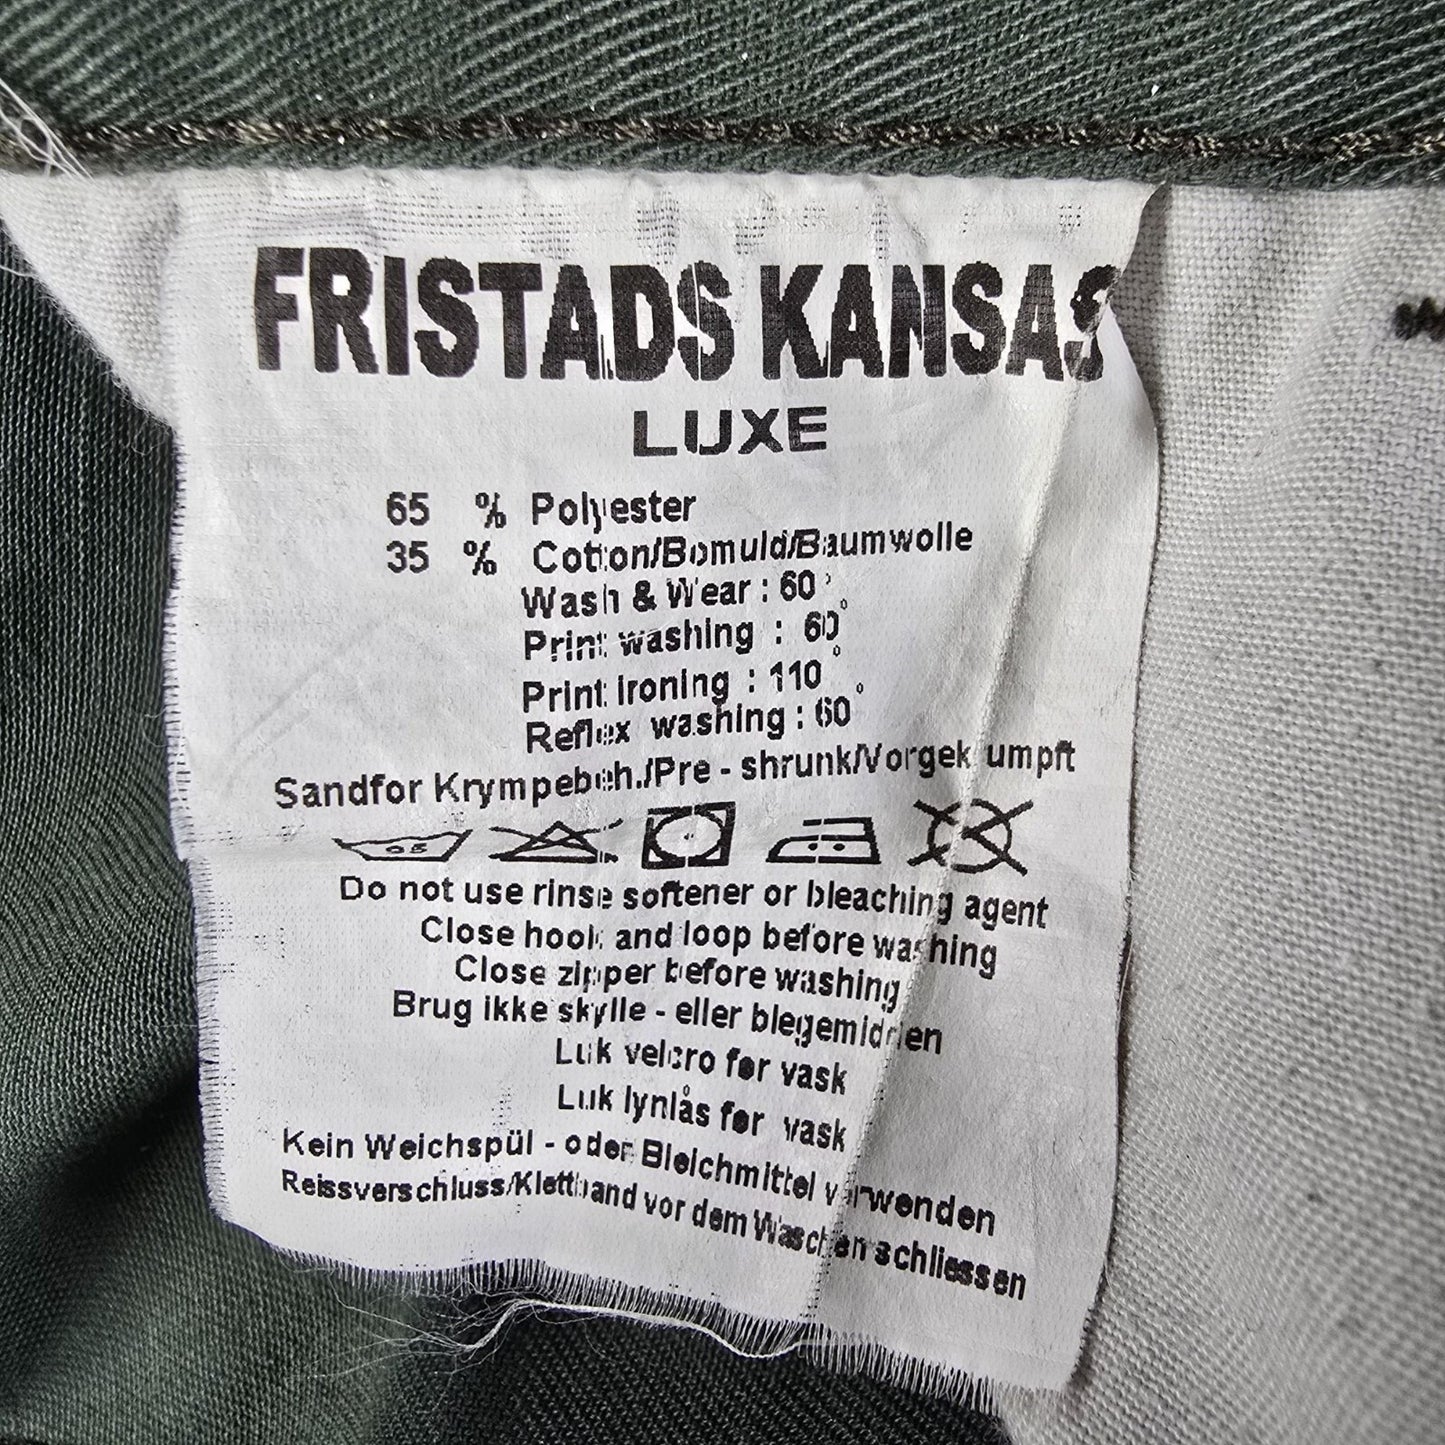 FRISTADS KANSAS
LUXE
65 % Polyester
35 % Cotton/Bomuld/Baumwolle
Wash & Wear : 60°
Print washing : 60°
Print ironing : 110°
Reflex washing : 60°
Sandfor Krympebeh./Pre - shrunk/Vorgekrumpft
Do not use rinse softener or bleaching agent
Close hook and loop before washing
Close zipper before washing
Brug ikke skylle - eller blegemidden
Luk velcro før vask
Luk lynlås før vask
Kein Weichspül - oder Bleichmittel verwenden
Reissverschluss/Klettband vor dem Waschen schliessen